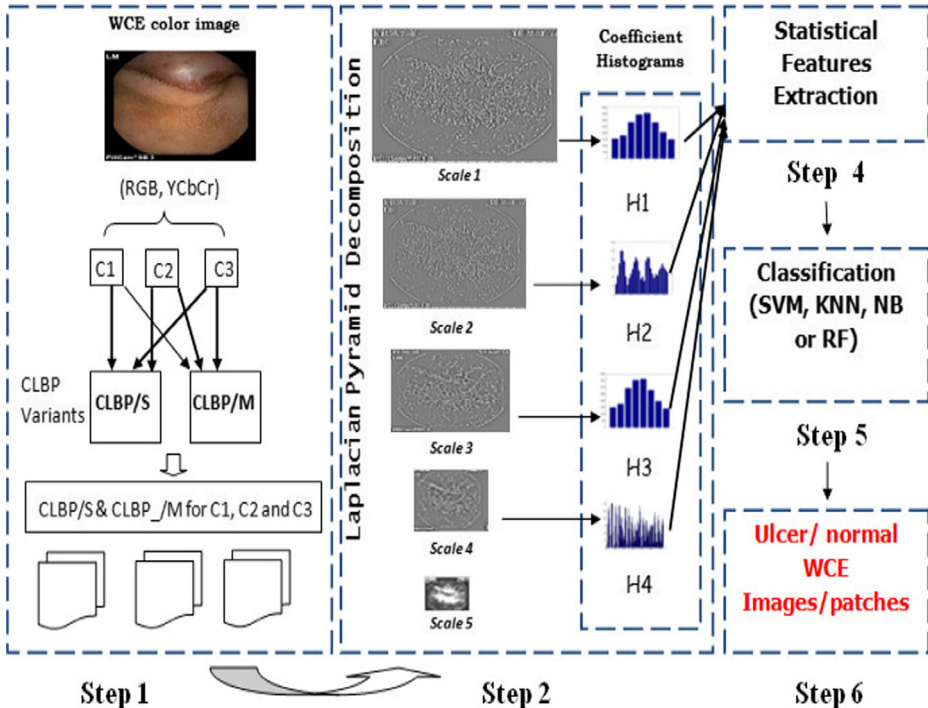 WCE color image
LM
PillCam® SB 3
(RGB, YCbCr)
C1
C2
C3
CLBP
Variants
CLBP/S
CLBP/M
CLBP/S & CLBP_/M for C1, C2 and C3
Step 1
Laplacian Pyramid Decomposition
Scale 1
Scale 2
Scale 3
Scale 4
Scale 5
Coefficient
Histograms
H1
H2
H3
H4
Step 2
Statistical
Features
Extraction
Step 4
Classification
(SVM, KNN, NB
or RF)
Step 5
Ulcer/ normal
WCE
Images/patches
Step 6